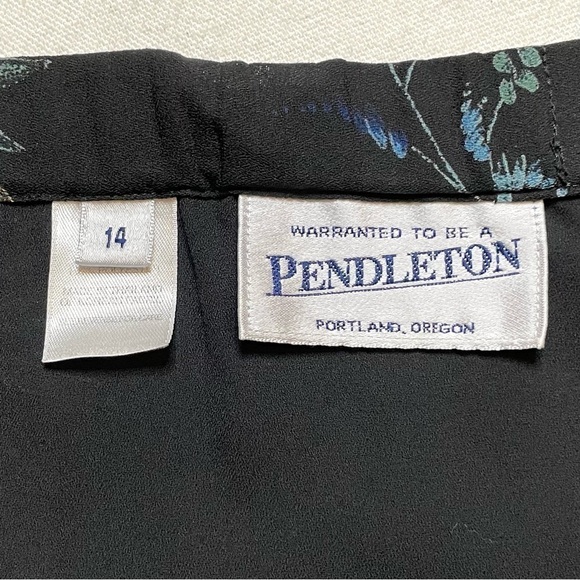 14
WARRANTED TO BE A
PENDLETON
PORTLAND, OREGON